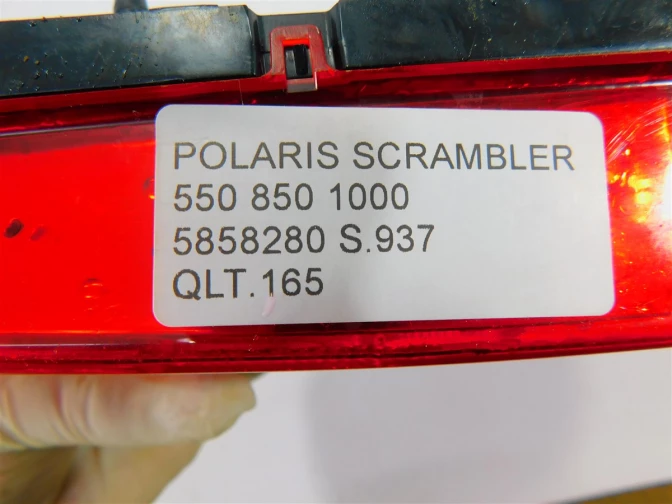 POLARIS SCRAMBLER
550 850 1000
5858280 S.937
QLT.165